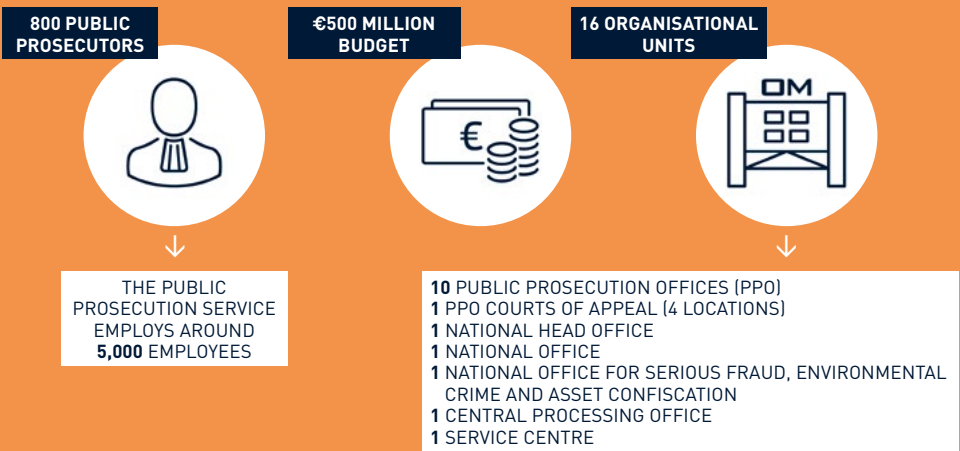 800 PUBLIC
PROSECUTORS
€500 MILLION
BUDGET
16 ORGANISATIONAL
UNITS
€
OM
THE PUBLIC
PROSECUTION SERVICE
EMPLOYS AROUND
5,000 EMPLOYEES
10 PUBLIC PROSECUTION OFFICES (PPO)
1 PPO COURTS OF APPEAL (4 LOCATIONS)
1 NATIONAL HEAD OFFICE
1 NATIONAL OFFICE
1 NATIONAL OFFICE FOR SERIOUS FRAUD, ENVIRONMENTAL
CRIME AND ASSET CONFISCATION
1 CENTRAL PROCESSING OFFICE
1 SERVICE CENTRE